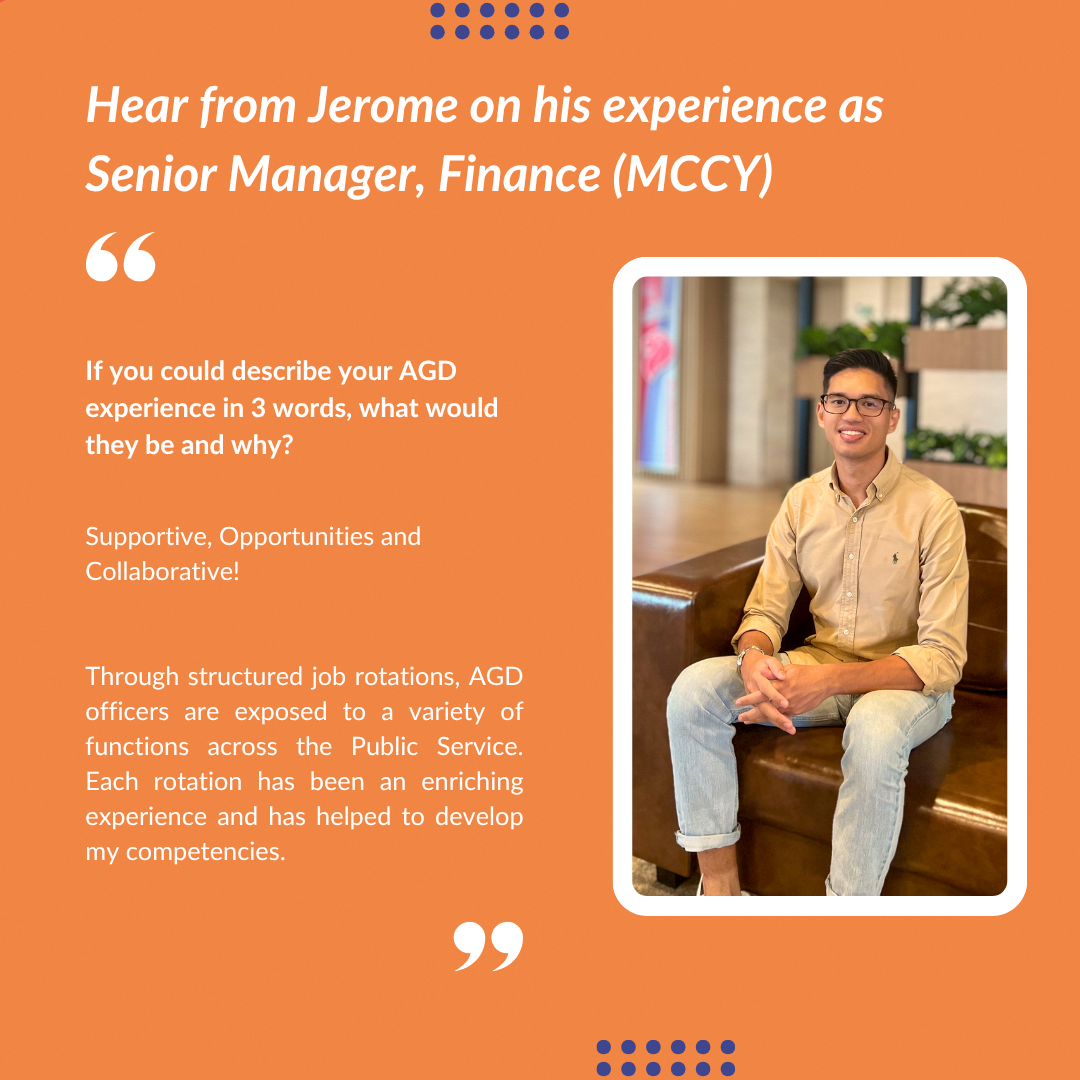 Hear from Jerome on his experience as
Senior Manager, Finance (MCCY)
“
If you could describe your AGD
experience in 3 words, what would
they be and why?
Supportive, Opportunities and
Collaborative!
Through structured job rotations, AGD
officers are exposed to a variety of
functions across the Public Service.
Each rotation has been an enriching
experience and has helped to develop
my competencies.
”